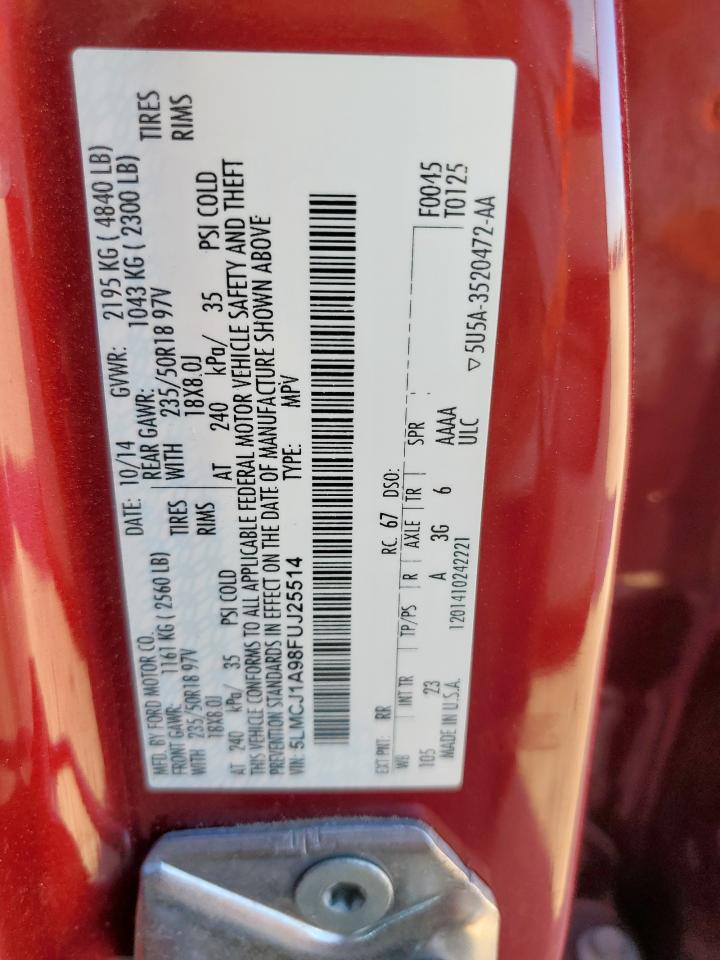 MFD. BY FORD MOTOR CO. DATE: 10/14 GVWR: 2195 KG ( 4840 LB)
FRONT GAWR: 1161 KG ( 2560 LB) REAR GAWR: 1043 KG ( 2300 LB)
WITH 235/50R18 97V TIRES WITH 235/50R18 97V TIRES
18X8.0J RIMS 18X8.0J RIMS
AT 240 kPa/ 35 PSI COLD AT 240 kPa/ 35 PSI COLD
THIS VEHICLE CONFORMS TO ALL APPLICABLE FEDERAL MOTOR VEHICLE SAFETY AND THEFT
PREVENTION STANDARDS IN EFFECT ON THE DATE OF MANUFACTURE SHOWN ABOVE
VIN: 5LMCJ1A98FUJ25514 TYPE: MPV
EXT PNT: RR RC: 67 DSO: F0045
WB INT TR TP/PS R AXLE TR SPR T0125
105 23 A 3G 6 AAAA
MADE IN U.S.A. 1201410242221 ULC
▽5U5A-3520472-AA